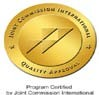 JOINT COMMISSION INTERNATIONAL
QUALITY APPROVAL
Program Certified
by Joint Commission International